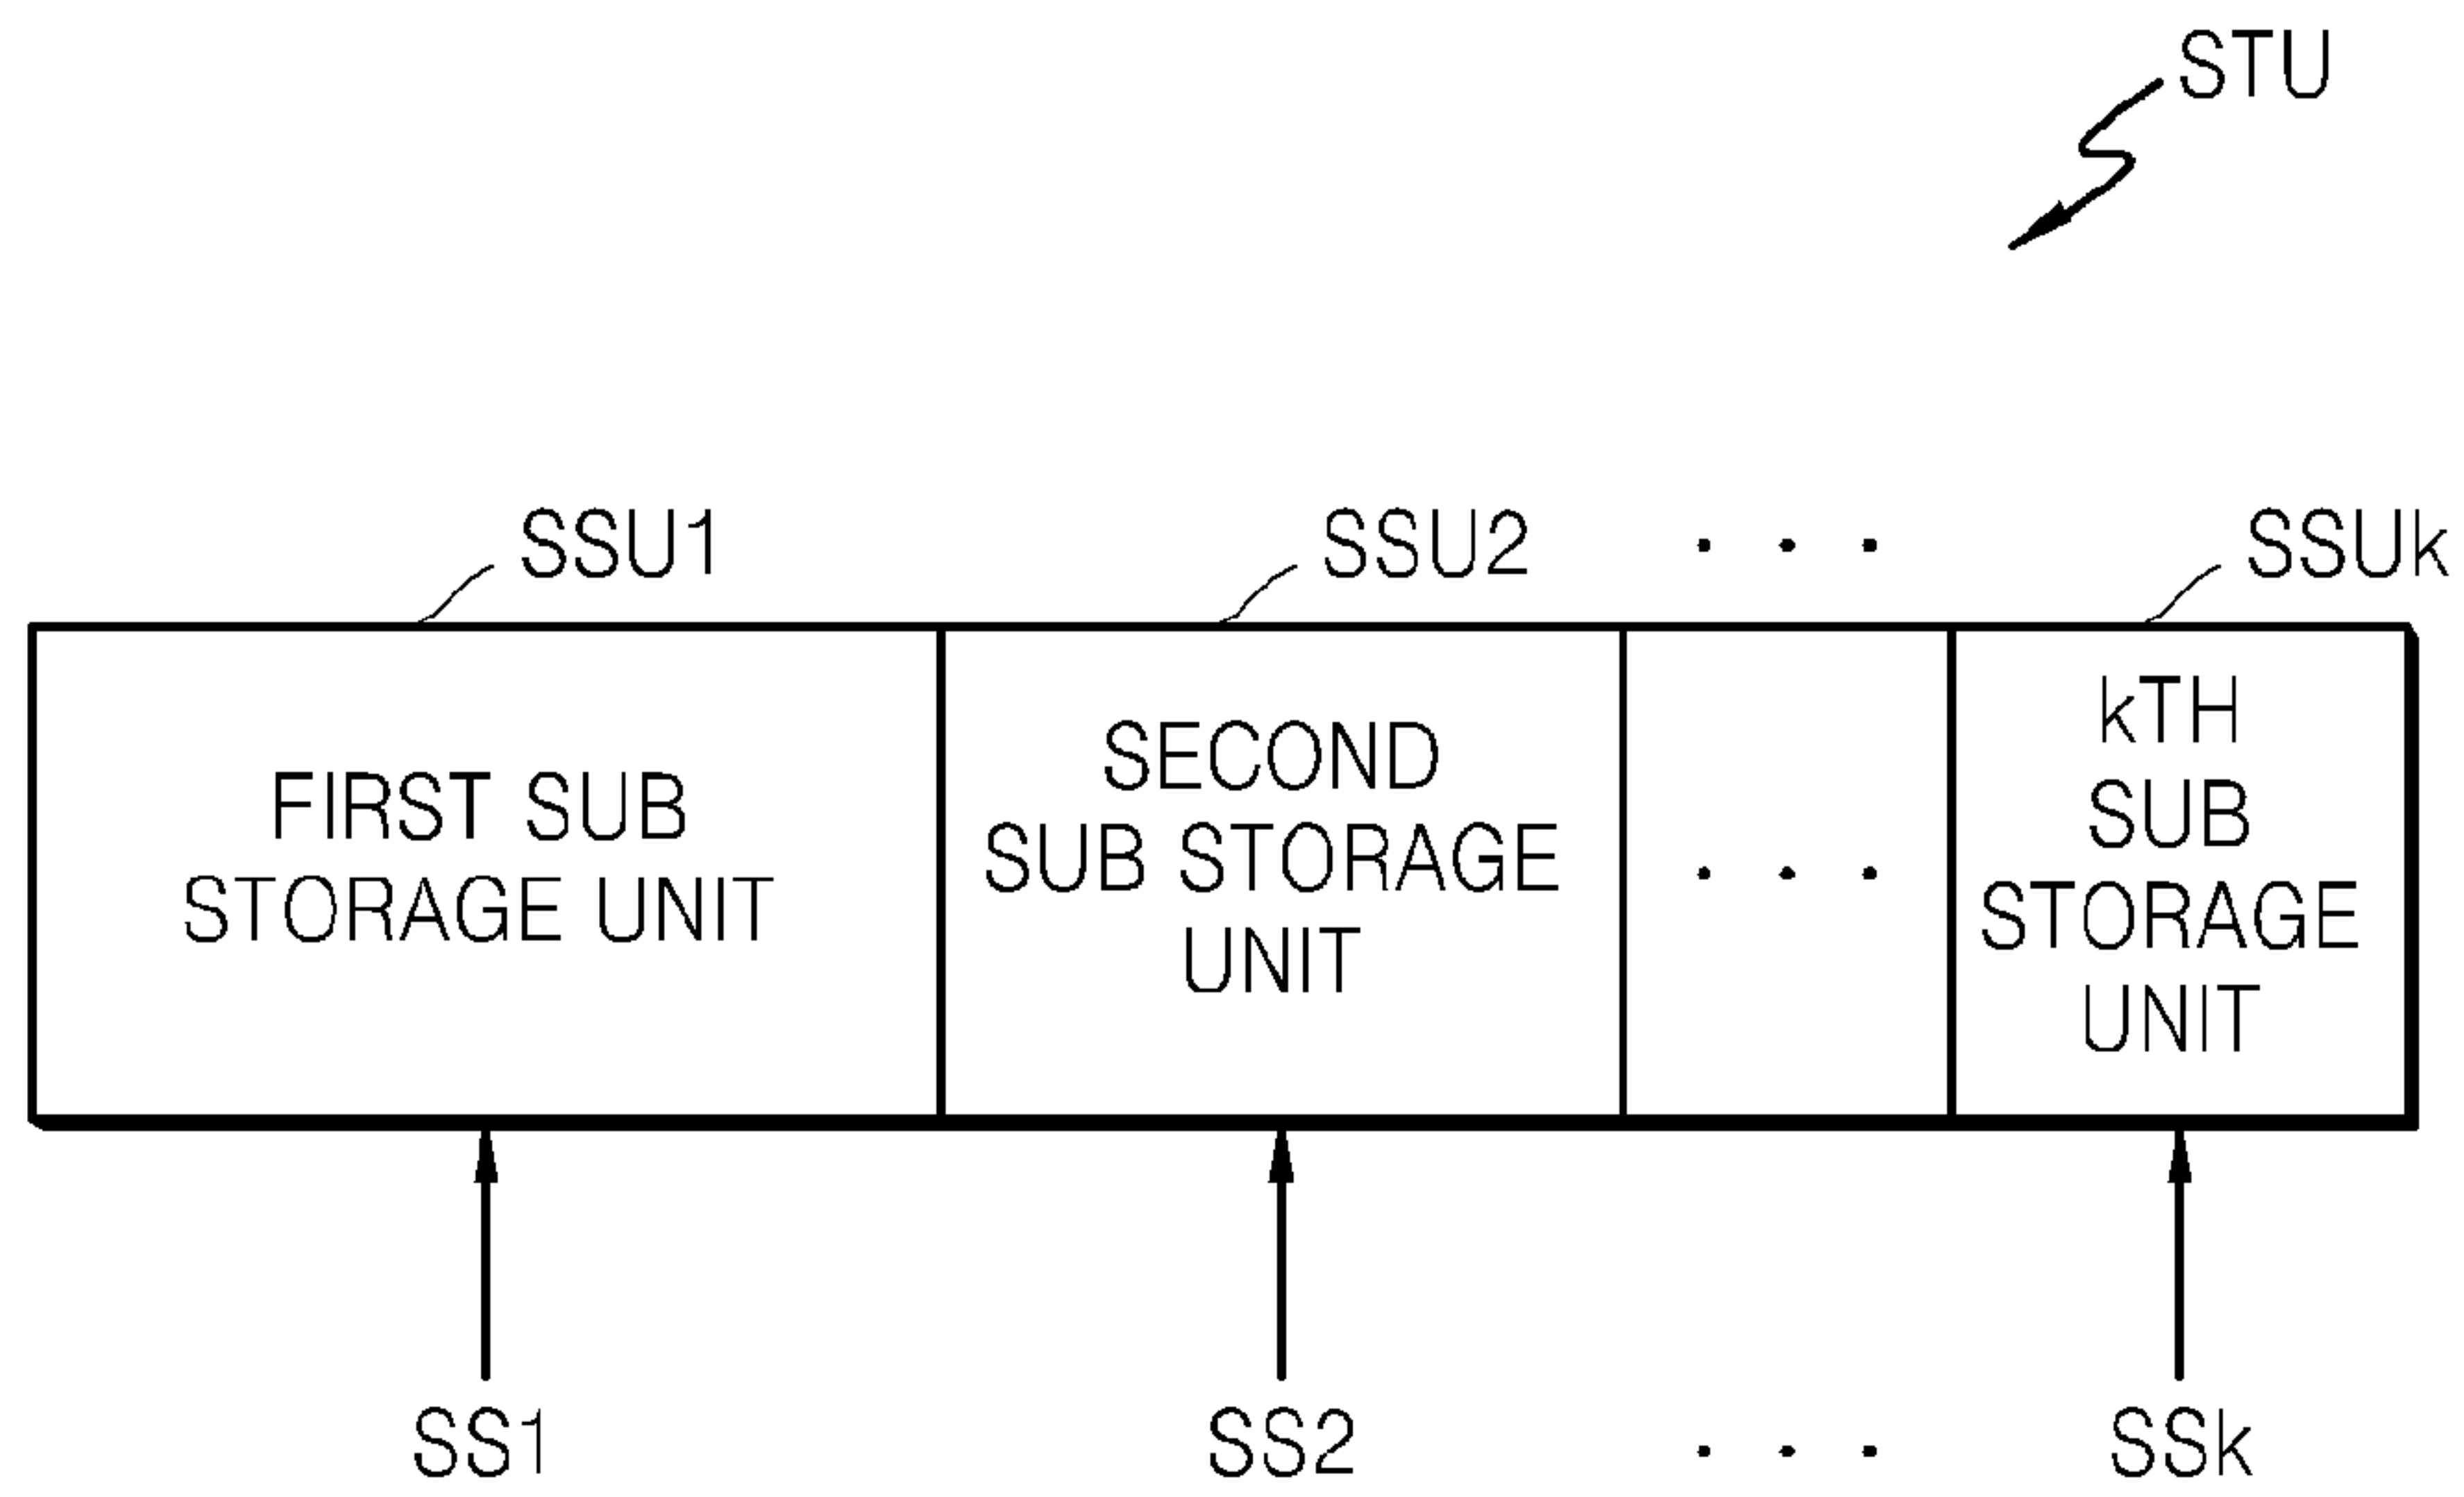 STU
SSU1 SSU2 . . . SSUk
FIRST SUB
STORAGE UNIT
SECOND
SUB STORAGE
UNIT
. . .
kTH
SUB
STORAGE
UNIT
SS1 SS2 . . . SSk